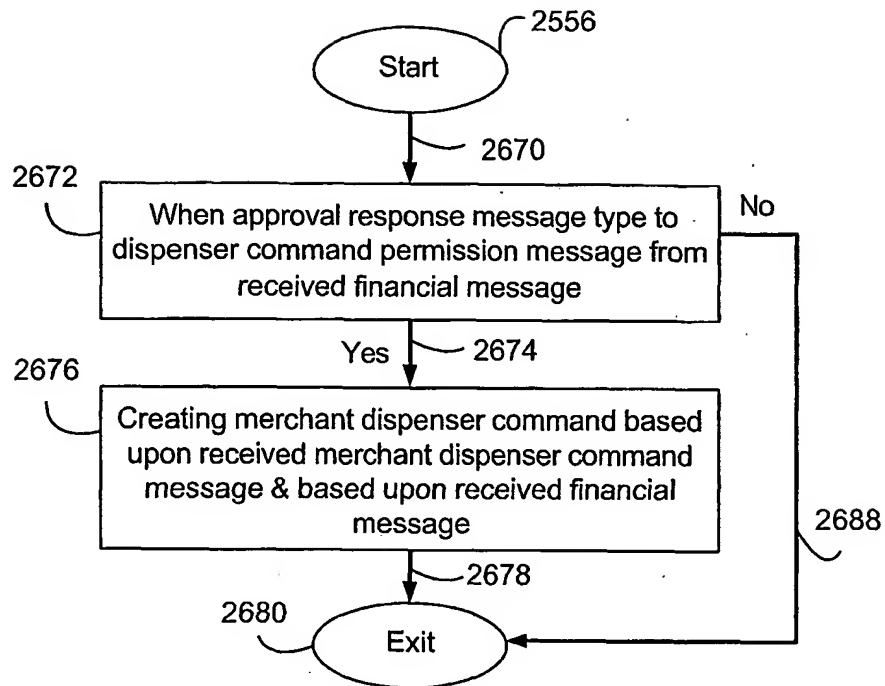 2556
Start
2670
2672
No
When approval response message type to
dispenser command permission message from
received financial message
Yes
2674
2676
Creating merchant dispenser command based
upon received merchant dispenser command
message & based upon received financial
message
2688
2678
2680
Exit